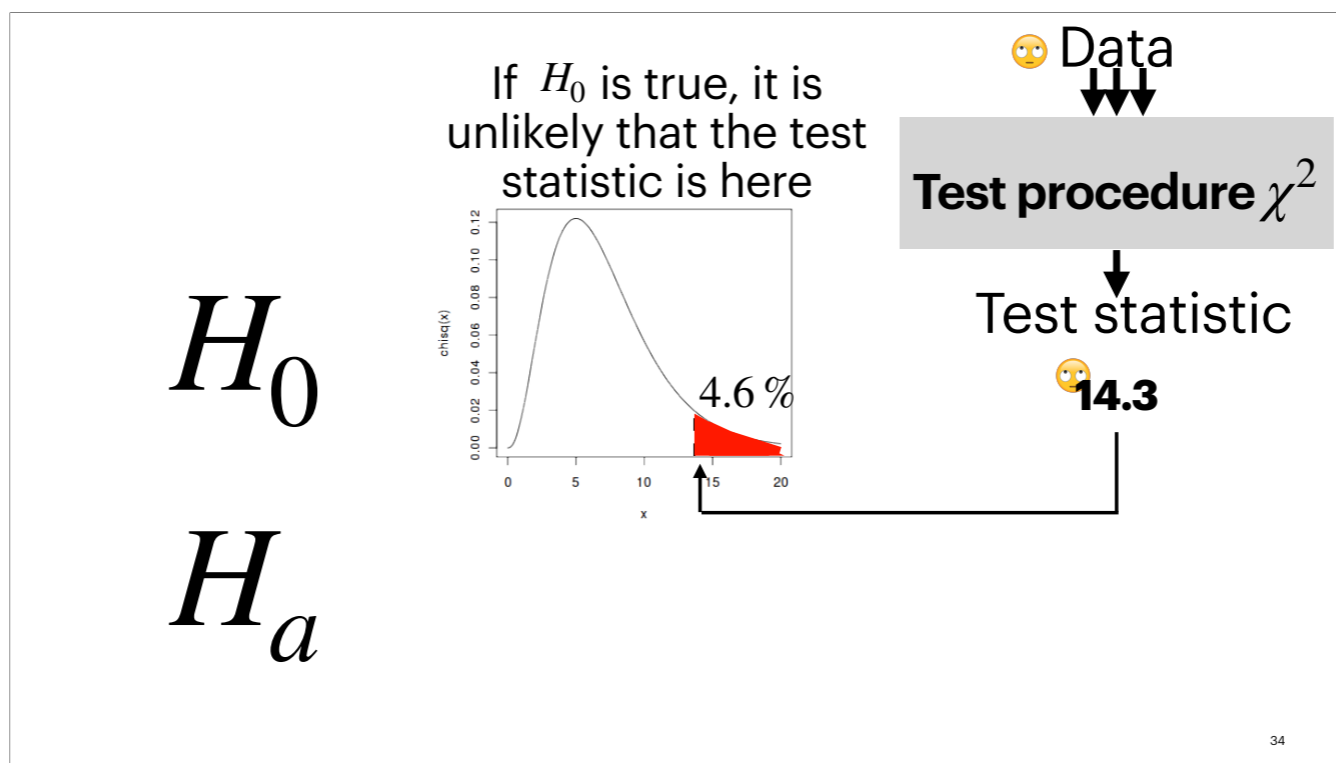 If H₀ is true, it is
unlikely that the test
statistic is here
🙄 Data
Test procedure χ²
Test statistic
🙄 14.3
H₀
Hₐ
chisq(x)
0.12
0.10
0.08
0.06
0.04
0.02
0.00
4.6 %
0 5 10 15 20
x
34